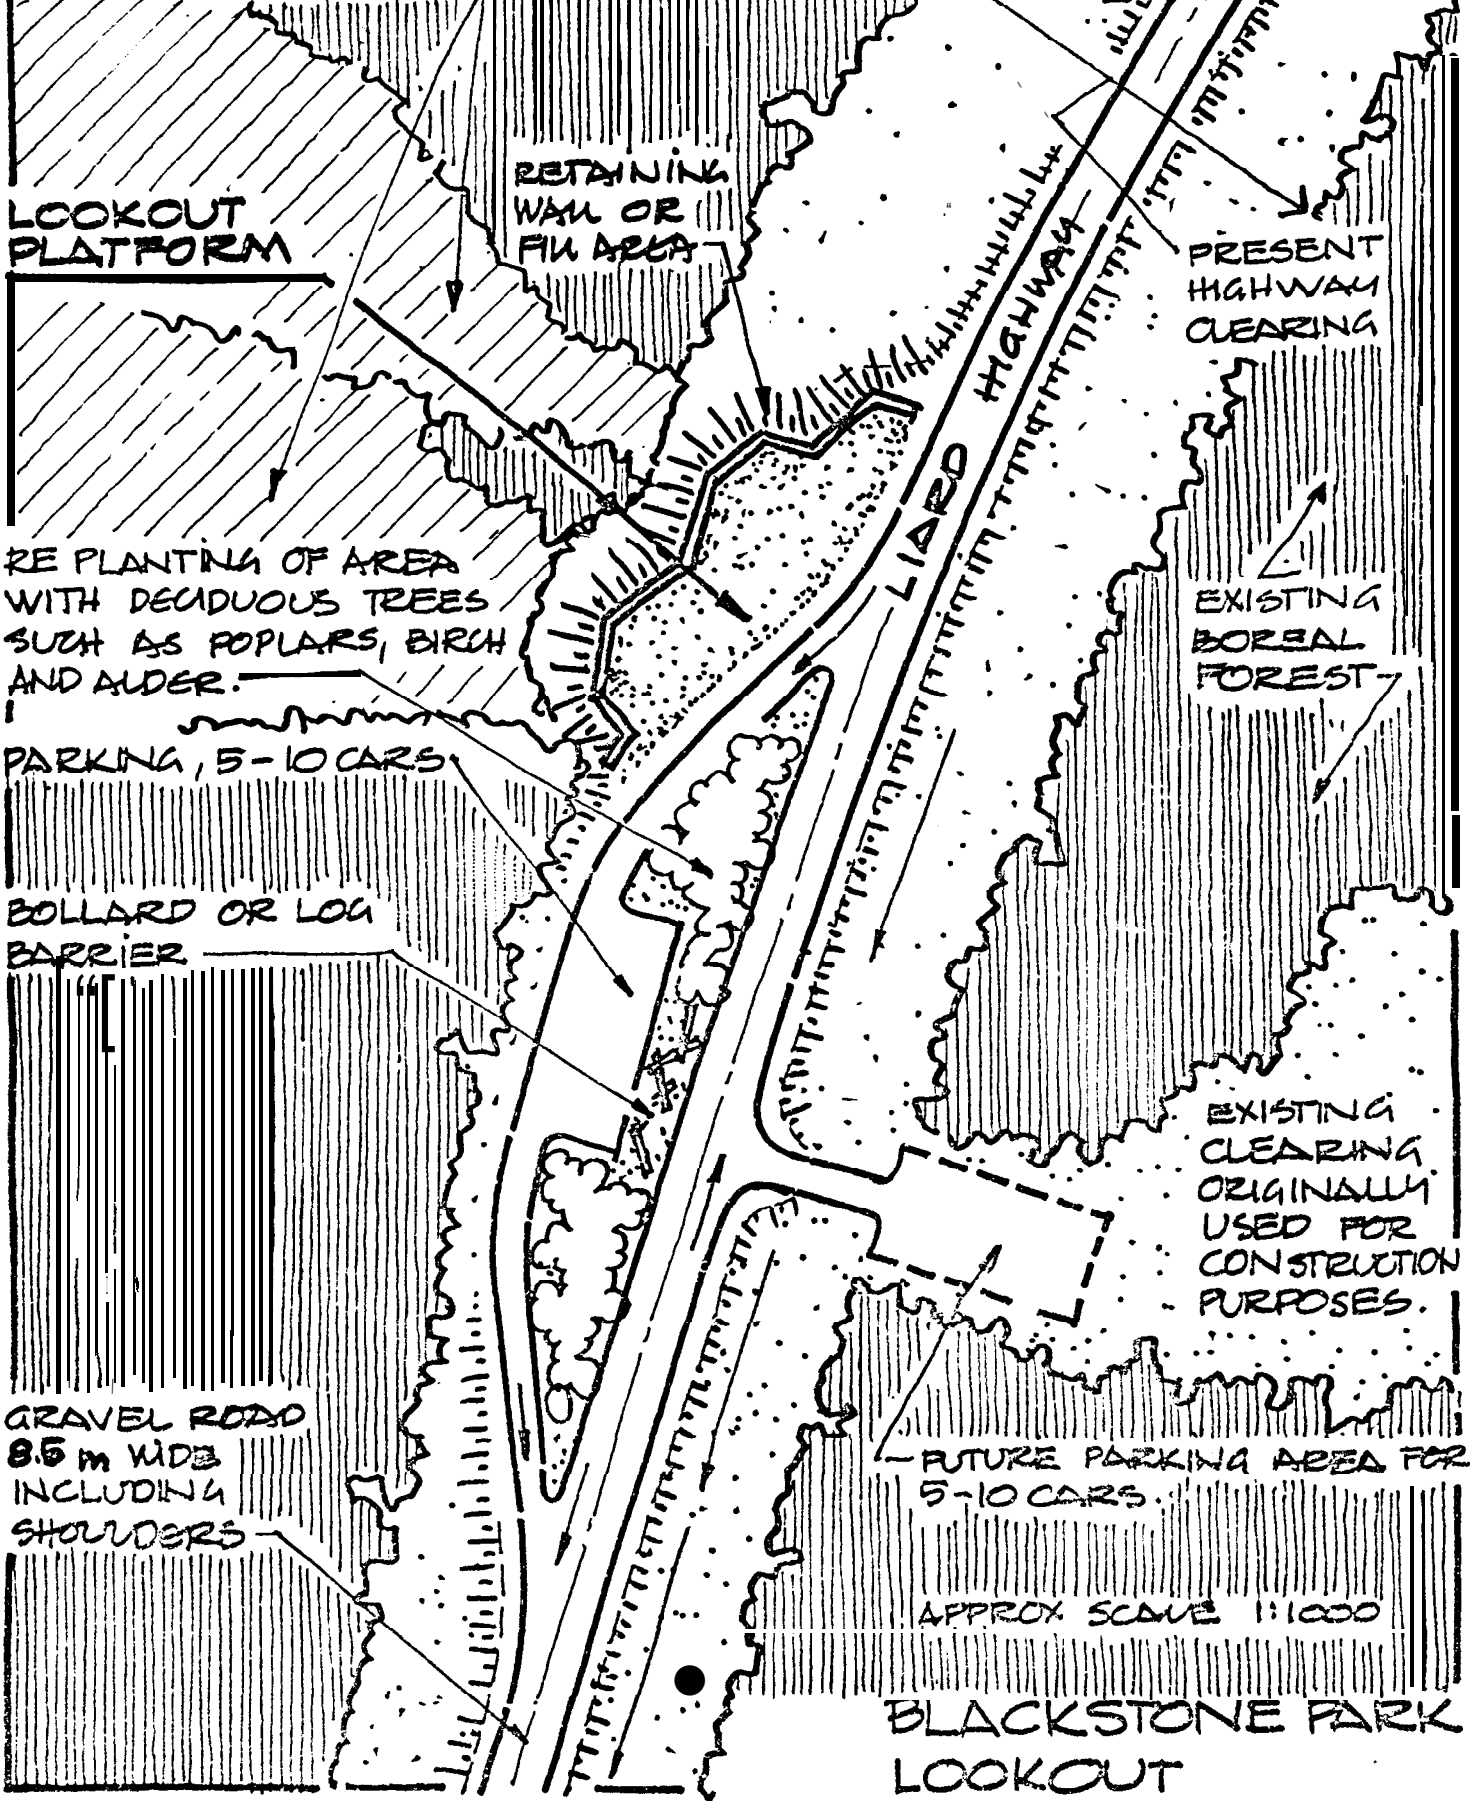 RETAINING
WALL OR
FILL AREA
LOOKOUT
PLATFORM
PRESENT
HIGHWAY
CLEARING
LIARD HIGHWAY
RE PLANTING OF AREA
WITH DECIDUOUS TREES
SUCH AS POPLARS, BIRCH
AND ALDER.
EXISTING
BOREAL
FOREST
PARKING, 5-10 CARS
BOLLARD OR LOG
BARRIER
EXISTING
CLEARING
ORIGINALLY
USED FOR
CONSTRUCTION
PURPOSES.
GRAVEL ROAD
8.5 m WIDE
INCLUDING
SHOULDERS
FUTURE PARKING AREA FOR
5-10 CARS
APPROX SCALE 1:1000
BLACKSTONE PARK
LOOKOUT